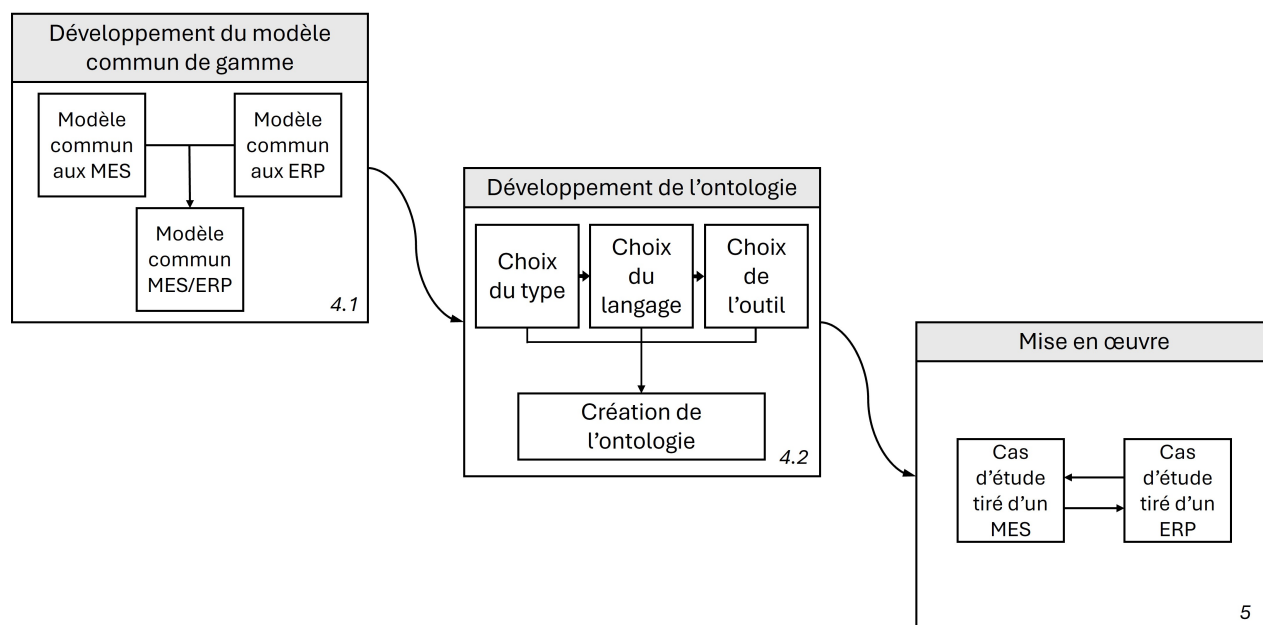 Développement du modèle
commun de gamme
Modèle
commun
aux MES
Modèle
commun
aux ERP
Modèle
commun
MES/ERP
4.1
Développement de l'ontologie
Choix
du type
Choix
du
langage
Choix
de
l'outil
Création de
l'ontologie
4.2
Mise en œuvre
Cas
d'étude
tiré d'un
MES
Cas
d'étude
tiré d'un
ERP
5